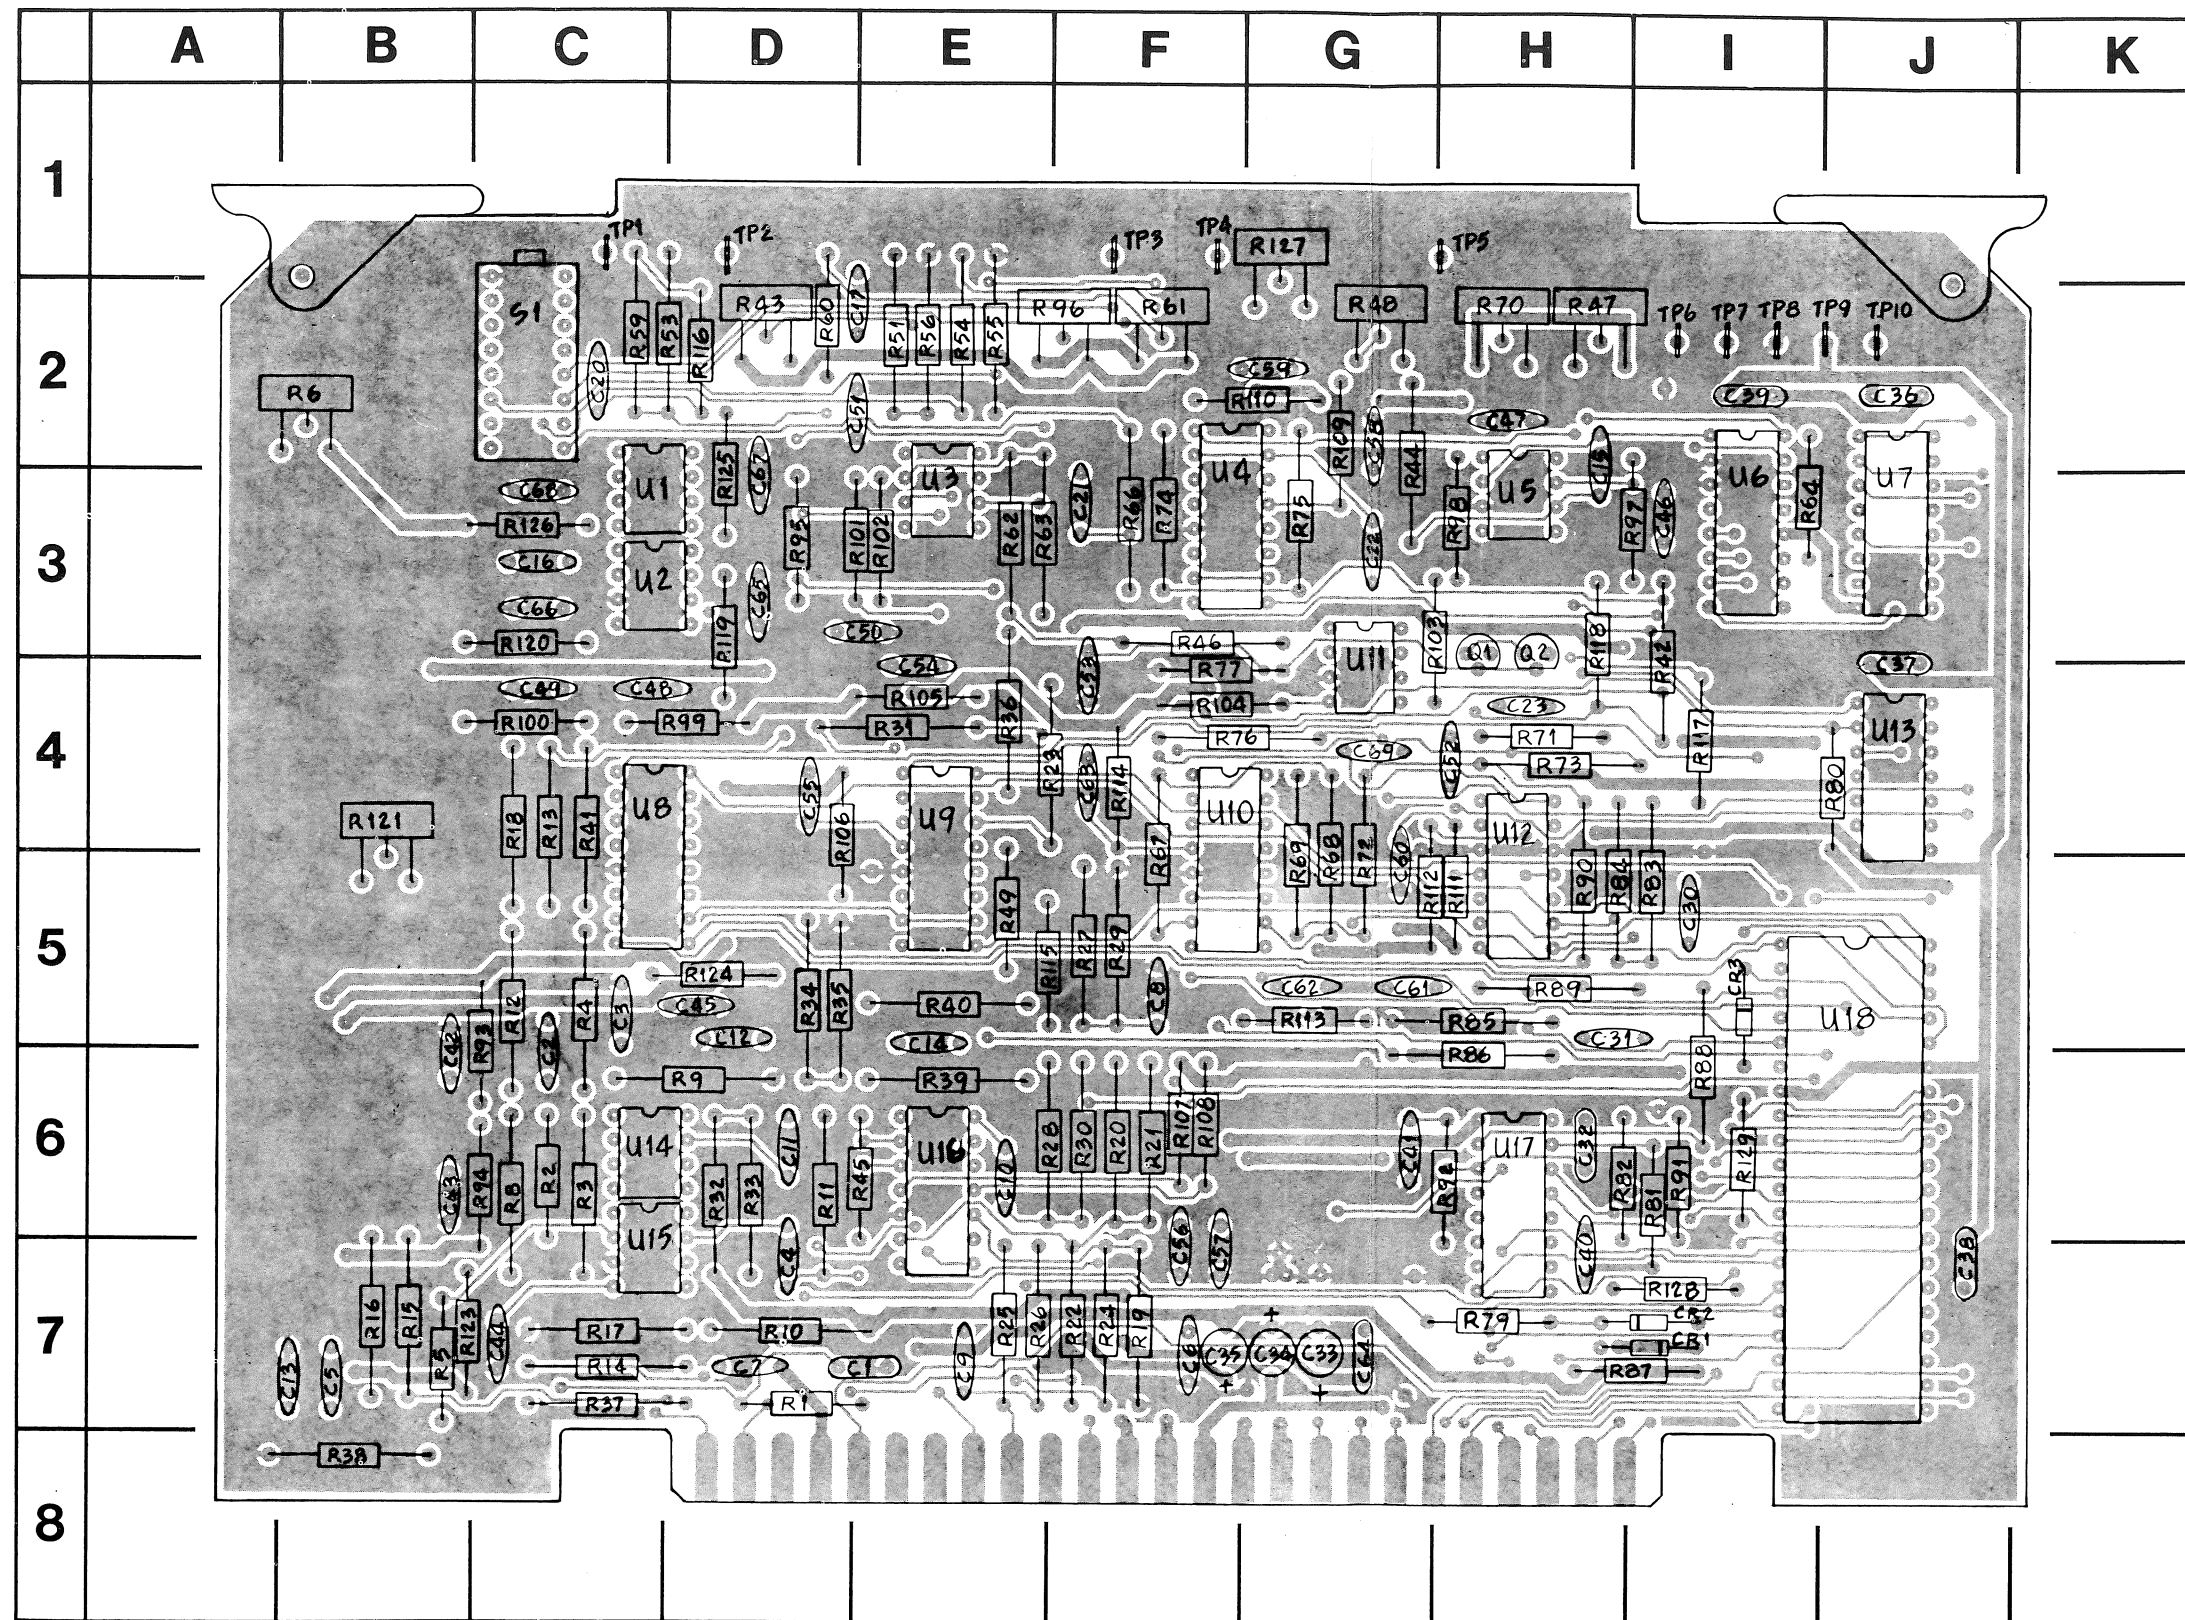 A B C D E F G H I J K
1
TP1 TP2 TP3 TP4 R127 TP5
S1 R59 R53 R116 R43 R60 C17 R51 R56 R54 R55 R96 R61 R48 R70 R47 TP6 TP7 TP8 TP9 TP10
2
R6 C20 C51 C59 R110 C39 C36
R109 C58 R44 C47 C15
C68 U1 R125 C67 U3 U4 U5 U6 U7
R126 R95 R101 R102 R62 R63 C21 R66 R74 R75 R98 R97 C46 R64
3
C16 U2 C65 C22
C66 R119 C50
R120 R46 U11 R103 Q1 Q2 R118 R42
C54 C53 R77 C37
C49 C48 R105 R36 R104 C23
R100 R99 R31 R76 C69 R71 R117 U13
4
R23 C63 R114 C52 R73 R80
R121 R18 R13 R41 U8 C55 R106 U9 R67 U10 R69 R68 R72 C60 U12
R49 R112 R111 R90 R84 R83 C30
5
R115 R27 R29
R124 C8 C62 C61 R89 CR3
R12 R4 C3 C45 R34 R35 R40 R113 R85 U18
C42 R93 C2 C12 C14 R86 C31 R88
R9 R39
6
U14 C11 U16 R28 R30 R20 R21 R107 R108 C41 U17 C32 R129
C43 R94 R8 R2 R3 R32 R33 R11 R45 C10 R92 R82 R81 R91
U15 C4 C56 C57 C40 C38
R128
7
R16 R15 R5 R123 C44 R17 R10 R25 R26 R22 R24 R19 + R79 CR2
CR1
C13 C5 R14 C7 C1 C9 C6 C35 C34 C33 C64 R87
R37 R1 + +
R38
8